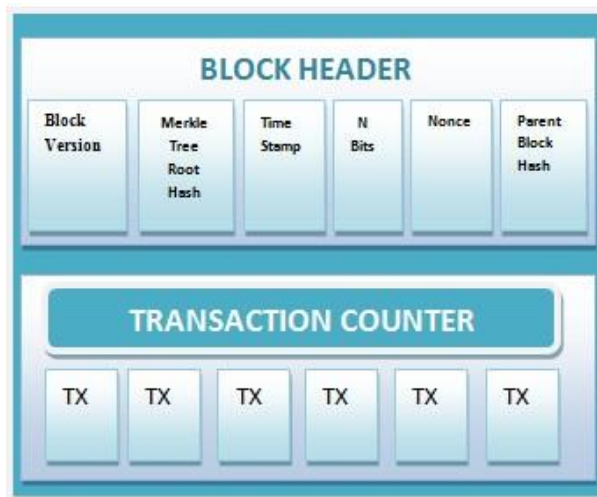 BLOCK HEADER
Block
Version
Merkle
Tree
Root
Hash
Time
Stamp
N
Bits
Nonce
Parent
Block
Hash
TRANSACTION COUNTER
TX
TX
TX
TX
TX
TX